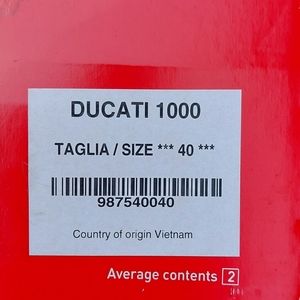 DUCATI 1000
TAGLIA / SIZE *** 40 ***
987540040
Country of origin Vietnam
Average contents 2